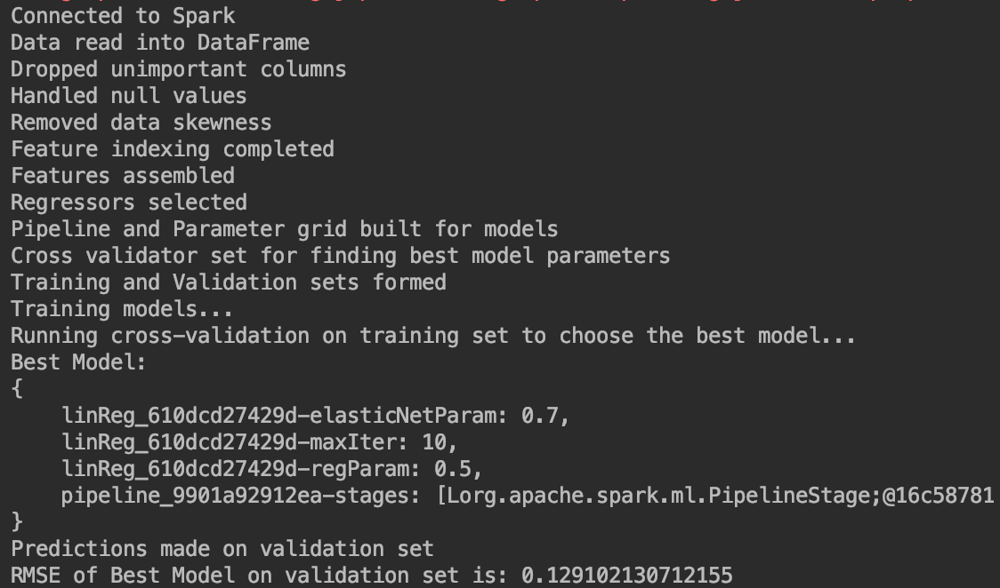 Connected to Spark
Data read into DataFrame
Dropped unimportant columns
Handled null values
Removed data skewness
Feature indexing completed
Features assembled
Regressors selected
Pipeline and Parameter grid built for models
Cross validator set for finding best model parameters
Training and Validation sets formed
Training models...
Running cross-validation on training set to choose the best model...
Best Model:
{
    linReg_610dcd27429d-elasticNetParam: 0.7,
    linReg_610dcd27429d-maxIter: 10,
    linReg_610dcd27429d-regParam: 0.5,
    pipeline_9901a92912ea-stages: [Lorg.apache.spark.ml.PipelineStage;@16c58781
}
Predictions made on validation set
RMSE of Best Model on validation set is: 0.129102130712155